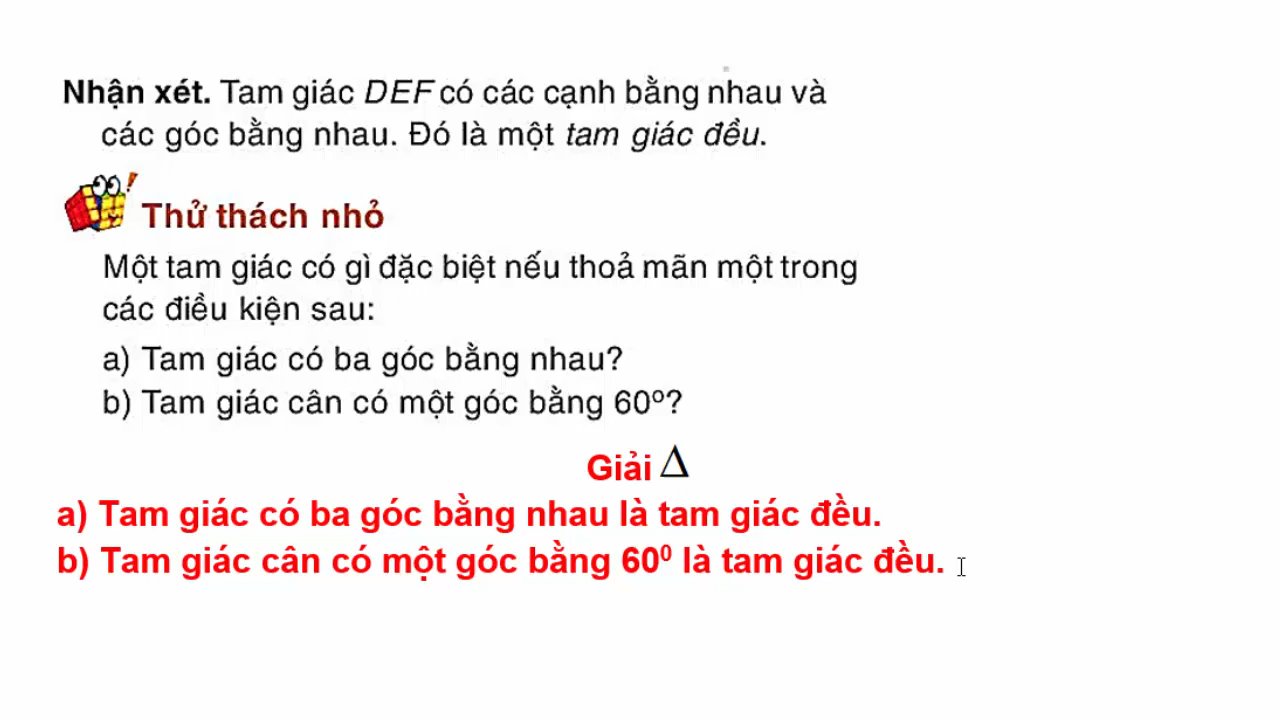 Nhận xét. Tam giác DEF có các cạnh bằng nhau và
các góc bằng nhau. Đó là một tam giác đều.
Thử thách nhỏ
Một tam giác có gì đặc biệt nếu thoả mãn một trong
các điều kiện sau:
a) Tam giác có ba góc bằng nhau?
b) Tam giác cân có một góc bằng 60º?
Giải Δ
a) Tam giác có ba góc bằng nhau là tam giác đều.
b) Tam giác cân có một góc bằng 60⁰ là tam giác đều.